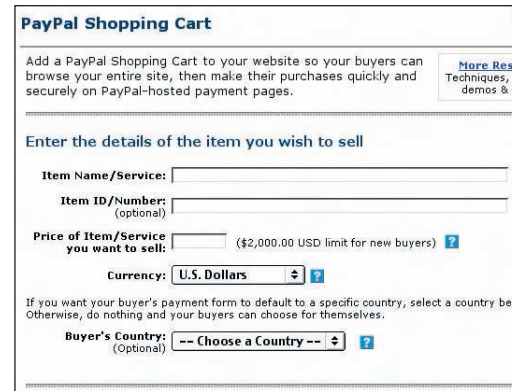 PayPal Shopping Cart
Add a PayPal Shopping Cart to your website so your buyers can
browse your entire site, then make their purchases quickly and
securely on PayPal-hosted payment pages.
More Res
Techniques,
demos &
Enter the details of the item you wish to sell
Item Name/Service:
Item ID/Number:
(optional)
Price of Item/Service
you want to sell:
($2,000.00 USD limit for new buyers) ?
Currency: U.S. Dollars ?
If you want your buyer's payment form to default to a specific country, select a country be
Otherwise, do nothing and your buyers can choose for themselves.
Buyer's Country:
(Optional)
-- Choose a Country -- ?